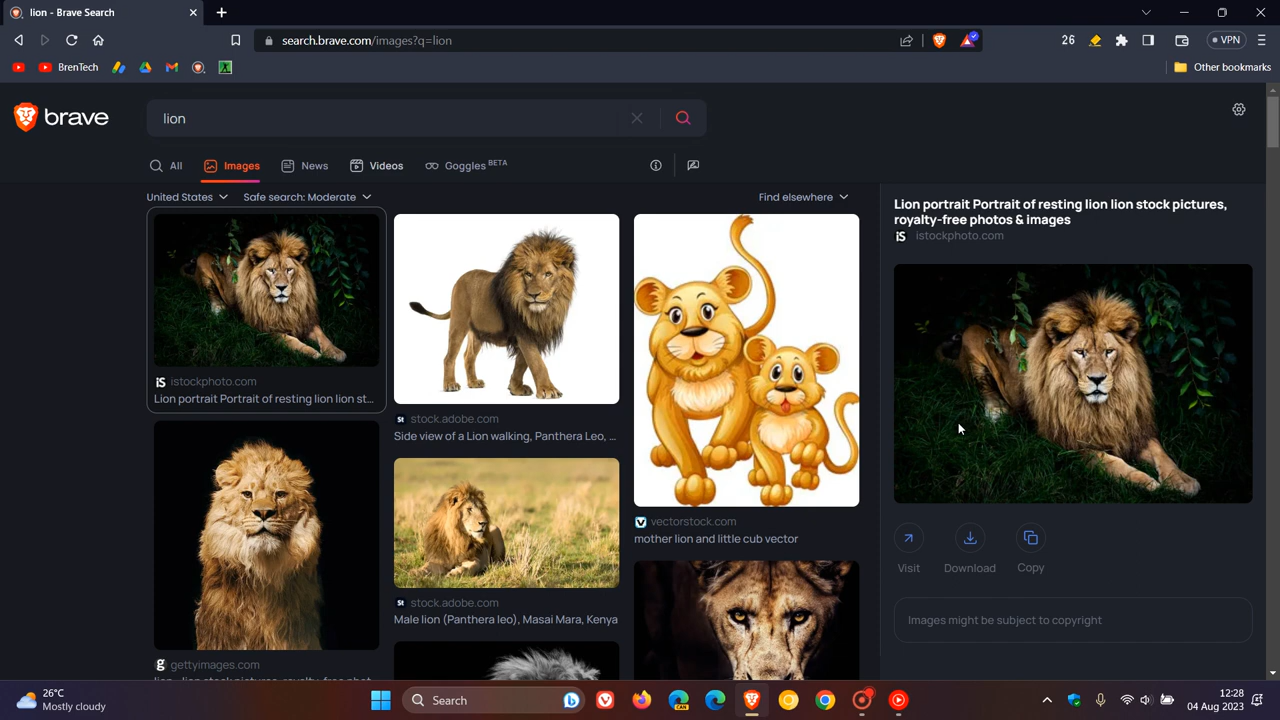 lion - Brave Search
search.brave.com/images?q=lion
26
VPN
BrenTech
Other bookmarks
brave
lion
All
Images
News
Videos
Goggles BETA
United States
Safe search: Moderate
Find elsewhere
iS istockphoto.com
Lion portrait Portrait of resting lion lion st...
St stock.adobe.com
Side view of a Lion walking, Panthera Leo, ...
V vectorstock.com
mother lion and little cub vector
St stock.adobe.com
Male lion (Panthera leo), Masai Mara, Kenya
g gettyimages.com
Lion portrait Portrait of resting lion lion stock pictures,
royalty-free photos & images
iS istockphoto.com
Visit
Download
Copy
Images might be subject to copyright
26°C
Mostly cloudy
Search
CAN
12:28
04 Aug 2023